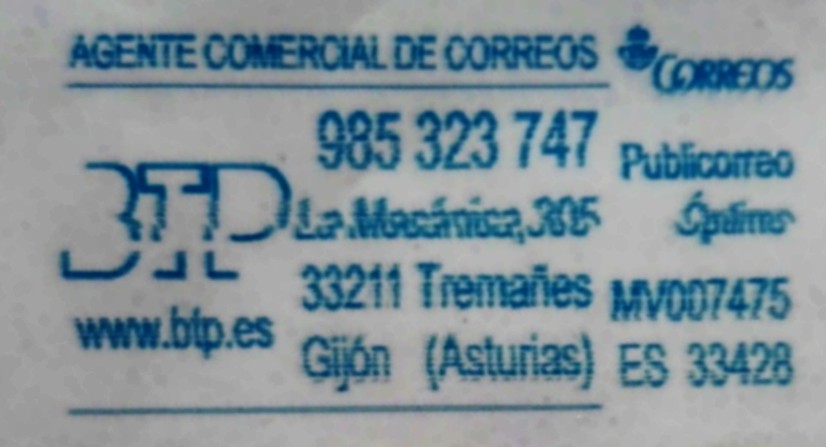 AGENTE COMERCIAL DE CORREOS
CORREOS
985 323 747
BTP
La Mecánica, 305
33211 Tremañes
www.btp.es
Gijón (Asturias)
Publicorreo
Óptimo
MV007475
ES 33428